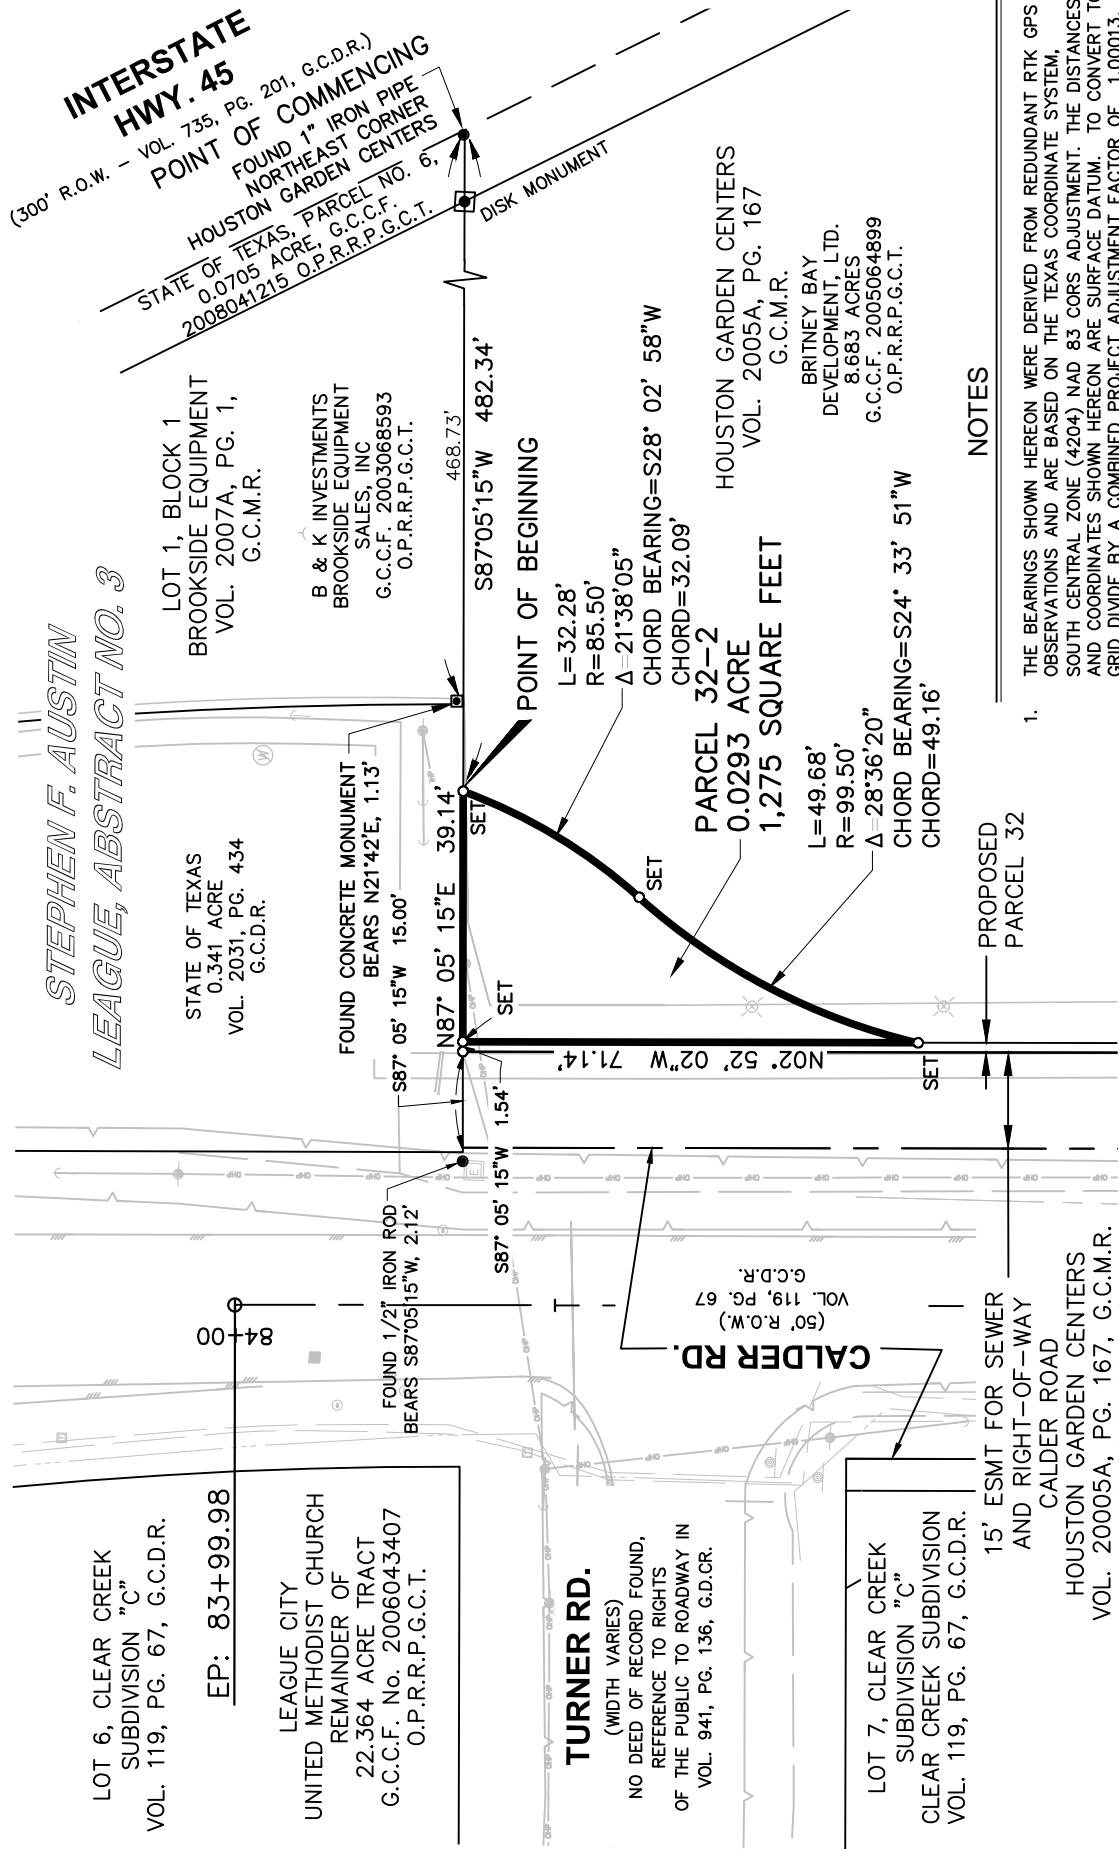 INTERSTATE
HWY. 45
(300' R.O.W. – VOL. 735, PG. 201, G.C.D.R.)
POINT OF COMMENCING
FOUND 1" IRON PIPE
NORTHEAST CORNER
HOUSTON GARDEN CENTERS
STATE OF TEXAS, PARCEL NO. 6,
0.0705 ACRE, G.C.C.F.
2008041215 O.P.R.R.P.G.C.T.
DISK MONUMENT
STEPHEN F. AUSTIN
LEAGUE, ABSTRACT NO. 3
LOT 1, BLOCK 1
BROOKSIDE EQUIPMENT
VOL. 2007A, PG. 1,
G.C.M.R.
B & K INVESTMENTS
BROOKSIDE EQUIPMENT
SALES, INC
G.C.C.F. 2003068593
O.P.R.R.P.G.C.T.
468.73'
S87°05'15"W 482.34'
POINT OF BEGINNING
L=32.28'
R=85.50'
Δ=21°38'05"
CHORD BEARING=S28° 02' 58"W
CHORD=32.09'
HOUSTON GARDEN CENTERS
VOL. 2005A, PG. 167
G.C.M.R.
BRITNEY BAY
DEVELOPMENT, LTD.
8.683 ACRES
G.C.C.F. 2005064899
O.P.R.R.P.G.C.T.
PARCEL 32–2
0.0293 ACRE
1,275 SQUARE FEET
L=49.68'
R=99.50'
Δ=28°36'20"
CHORD BEARING=S24° 33' 51"W
CHORD=49.16'
NOTES
1.
THE BEARINGS SHOWN HEREON WERE DERIVED FROM REDUNDANT RTK GPS
OBSERVATIONS AND ARE BASED ON THE TEXAS COORDINATE SYSTEM,
SOUTH CENTRAL ZONE (4204) NAD 83 CORS ADJUSTMENT. THE DISTANCES
AND COORDINATES SHOWN HEREON ARE SURFACE DATUM. TO CONVERT TO
GRID DIVIDE BY A COMBINED PROJECT ADJUSTMENT FACTOR OF 1.00013.
STATE OF TEXAS
0.341 ACRE
VOL. 2031, PG. 434
G.C.D.R.
FOUND CONCRETE MONUMENT
BEARS N21°42'E, 1.13'
S87° 05' 15"W 15.00'
N87° 05' 15"E 39.14'
SET
SET
SET
SET
N02° 52' 02"W 71.14'
PROPOSED
PARCEL 32
S87° 05' 15"W 1.54'
FOUND 1/2" IRON ROD
BEARS S87°05'15"W, 2.12'
84+00
EP: 83+99.98
CALDER RD.
(50' R.O.W.)
VOL. 119, PG. 67
G.C.D.R.
15' ESMT FOR SEWER
AND RIGHT–OF–WAY
CALDER ROAD
HOUSTON GARDEN CENTERS
VOL. 20005A, PG. 167, G.C.M.R.
LOT 6, CLEAR CREEK
SUBDIVISION "C"
VOL. 119, PG. 67, G.C.D.R.
LEAGUE CITY
UNITED METHODIST CHURCH
REMAINDER OF
22.364 ACRE TRACT
G.C.C.F. No. 2006043407
O.P.R.R.P.G.C.T.
TURNER RD.
(WIDTH VARIES)
NO DEED OF RECORD FOUND,
REFERENCE TO RIGHTS
OF THE PUBLIC TO ROADWAY IN
VOL. 941, PG. 136, G.D.CR.
LOT 7, CLEAR CREEK
SUBDIVISION "C"
CLEAR CREEK SUBDIVISION
VOL. 119, PG. 67, G.C.D.R.